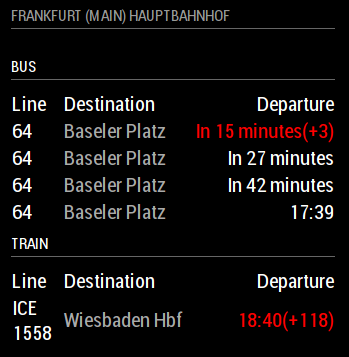 FRANKFURT (MAIN) HAUPTBAHNHOF
BUS
Line Destination Departure
64 Baseler Platz In 15 minutes(+3)
64 Baseler Platz In 27 minutes
64 Baseler Platz In 42 minutes
64 Baseler Platz 17:39
TRAIN
Line Destination Departure
ICE
1558 Wiesbaden Hbf 18:40(+118)